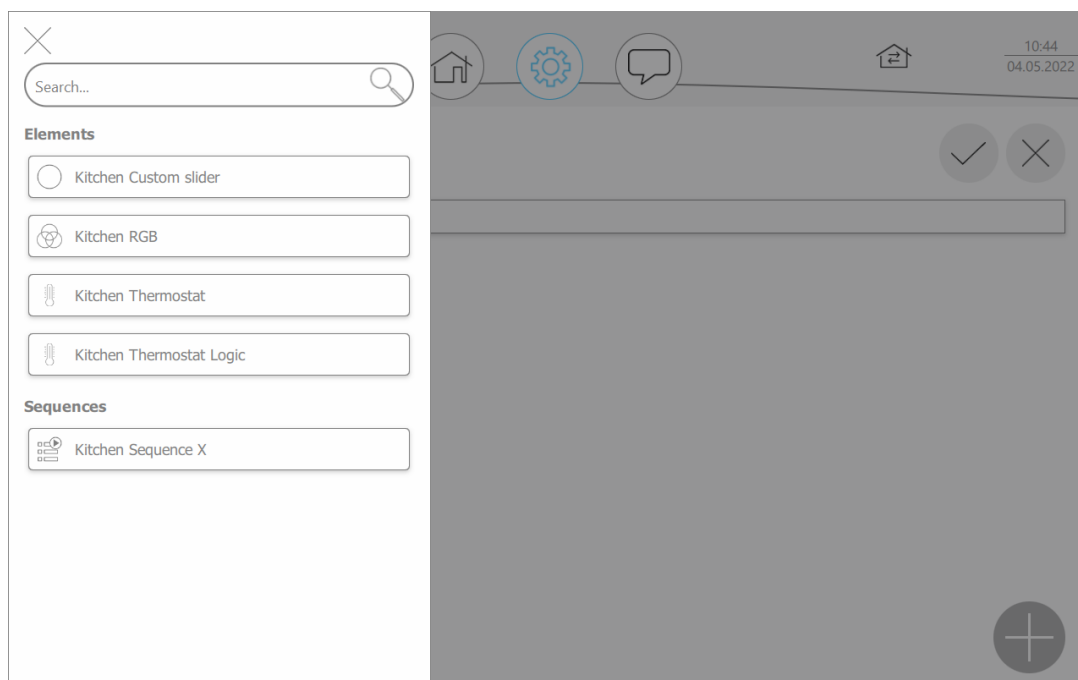 Search...
Elements
Kitchen Custom slider
Kitchen RGB
Kitchen Thermostat
Kitchen Thermostat Logic
Sequences
Kitchen Sequence X
10:44
04.05.2022